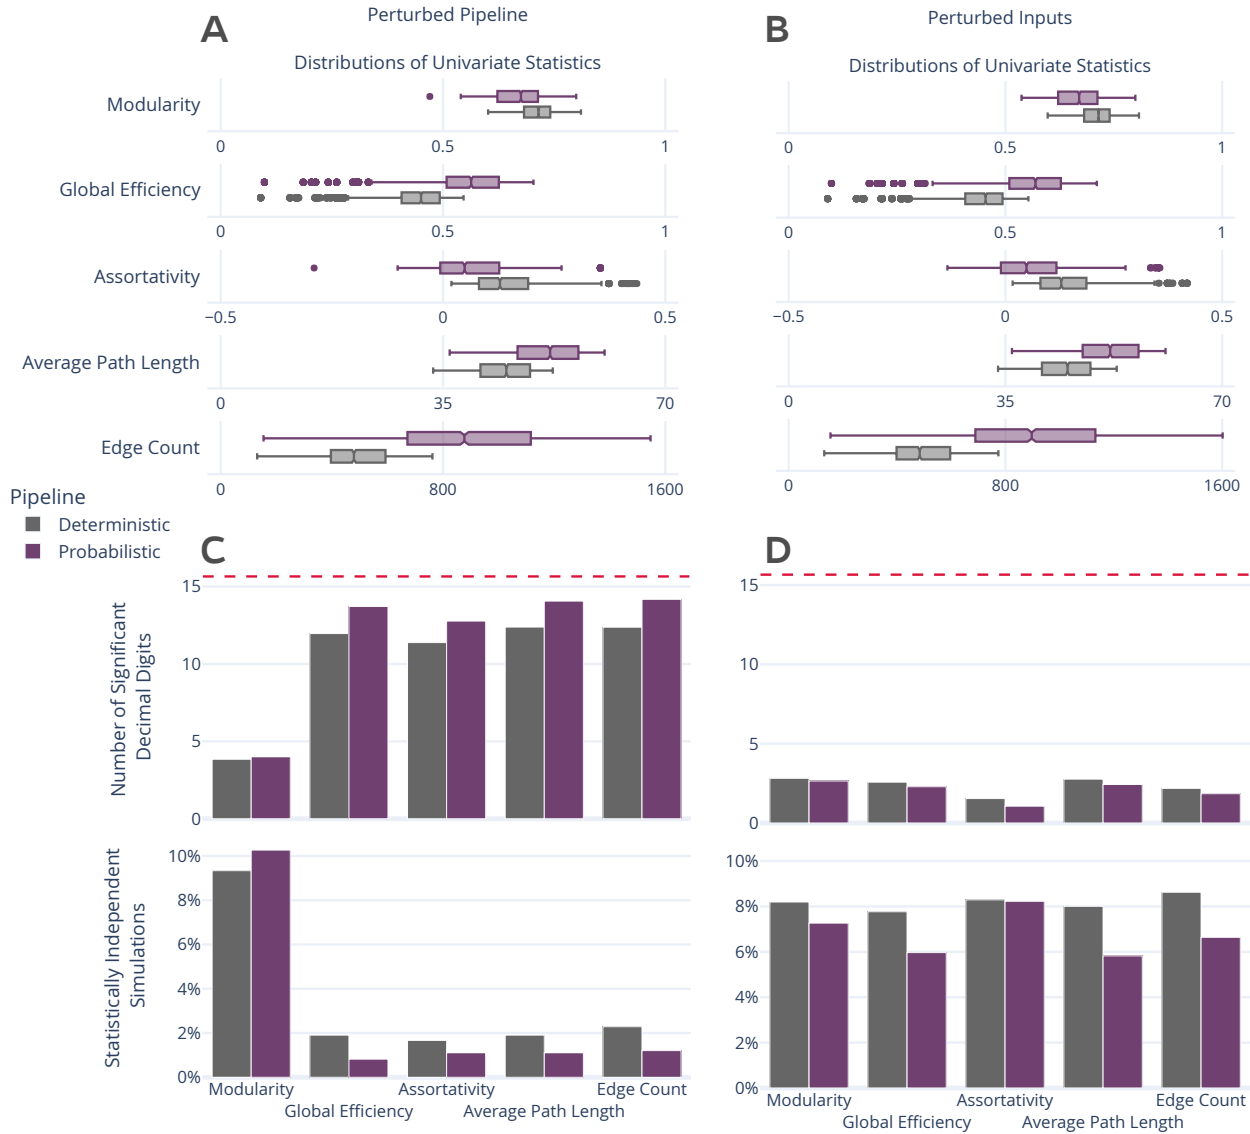 A
Perturbed Pipeline
Distributions of Univariate Statistics
Modularity
0 0.5 1
Global Efficiency
0 0.5 1
Assortativity
−0.5 0 0.5
Average Path Length
0 35 70
Edge Count
0 800 1600
B
Perturbed Inputs
Distributions of Univariate Statistics
0 0.5 1
0 0.5 1
−0.5 0 0.5
0 35 70
0 800 1600
Pipeline
Deterministic
Probabilistic
C
Number of Significant
Decimal Digits
15
10
5
0
Statistically Independent
Simulations
10%
8%
6%
4%
2%
0%
Modularity Assortativity Edge Count
Global Efficiency Average Path Length
D
15
10
5
0
10%
8%
6%
4%
2%
0%
Modularity Assortativity Edge Count
Global Efficiency Average Path Length